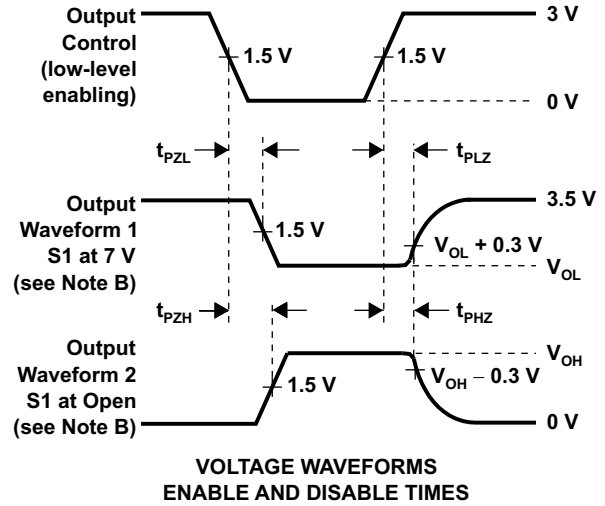 Output
Control
(low-level
enabling)
1.5 V
1.5 V
3 V
0 V
tPZL
tPLZ
Output
Waveform 1
S1 at 7 V
(see Note B)
1.5 V
3.5 V
VOL + 0.3 V
VOL
tPZH
tPHZ
Output
Waveform 2
S1 at Open
(see Note B)
1.5 V
VOH
VOH − 0.3 V
0 V
VOLTAGE WAVEFORMS
ENABLE AND DISABLE TIMES